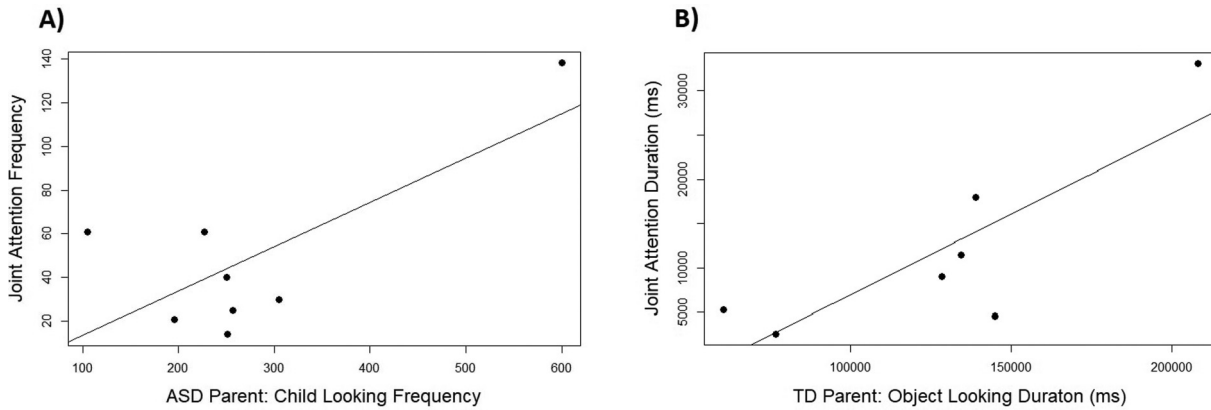 A)
Joint Attention Frequency
140
120
100
80
60
40
20
100 200 300 400 500 600
ASD Parent: Child Looking Frequency
B)
Joint Attention Duration (ms)
30000
20000
10000
5000
100000 150000 200000
TD Parent: Object Looking Duraton (ms)